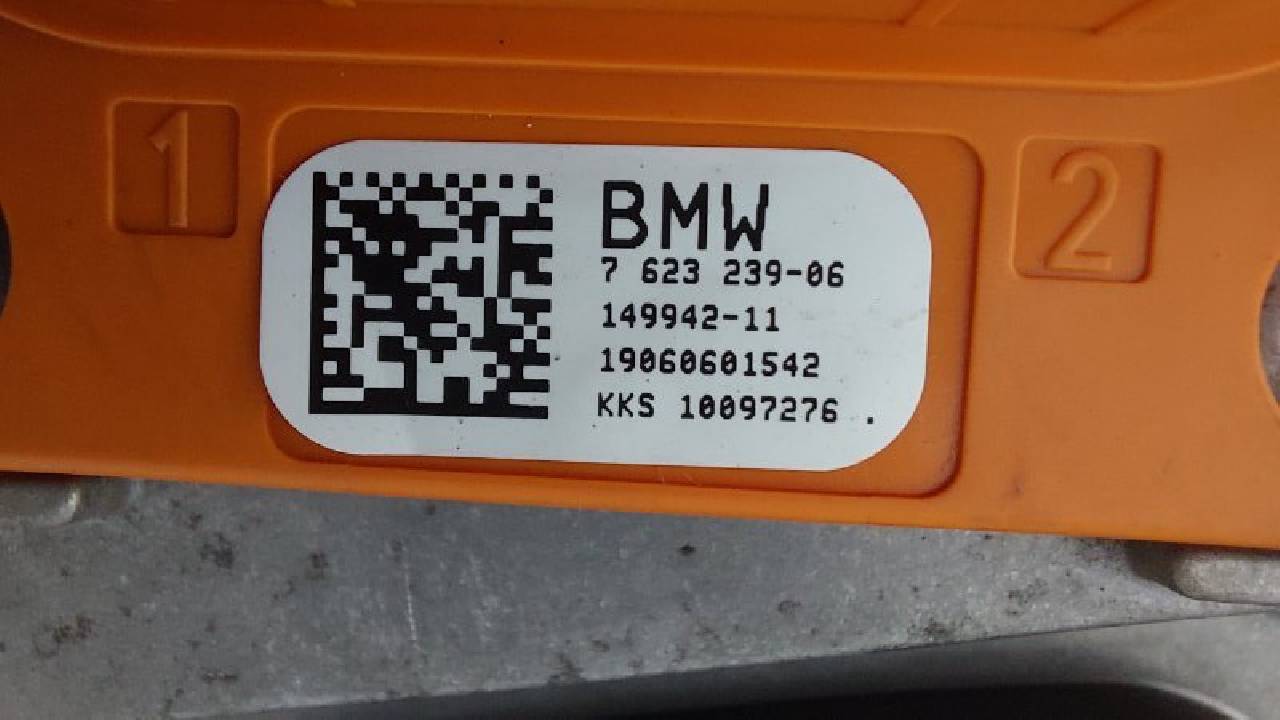 1
BMW
7 623 239-06
149942-11
19060601542
KKS 10097276 .
2